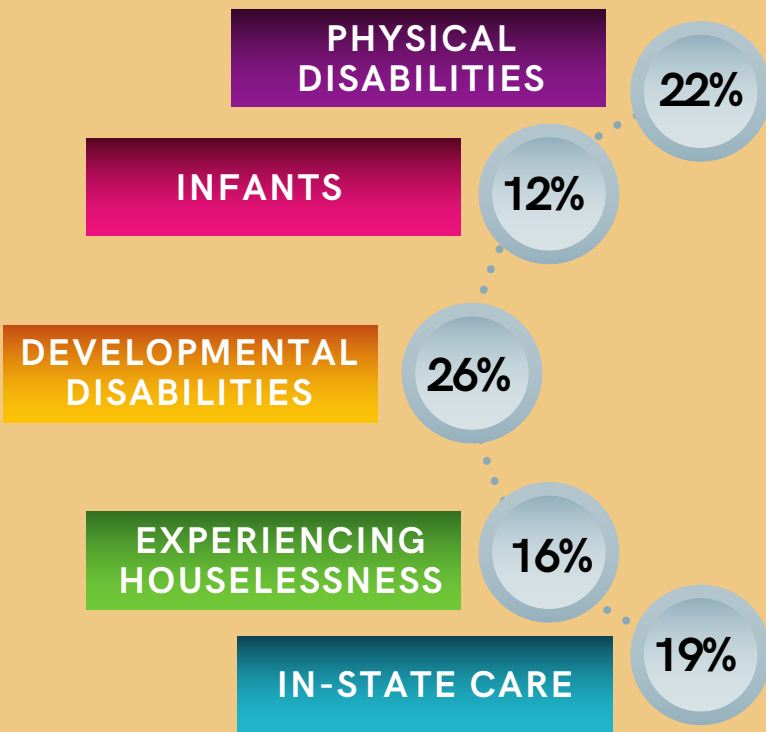 PHYSICAL
DISABILITIES
22%
INFANTS
12%
DEVELOPMENTAL
DISABILITIES
26%
EXPERIENCING
HOUSELESSNESS
16%
IN-STATE CARE
19%